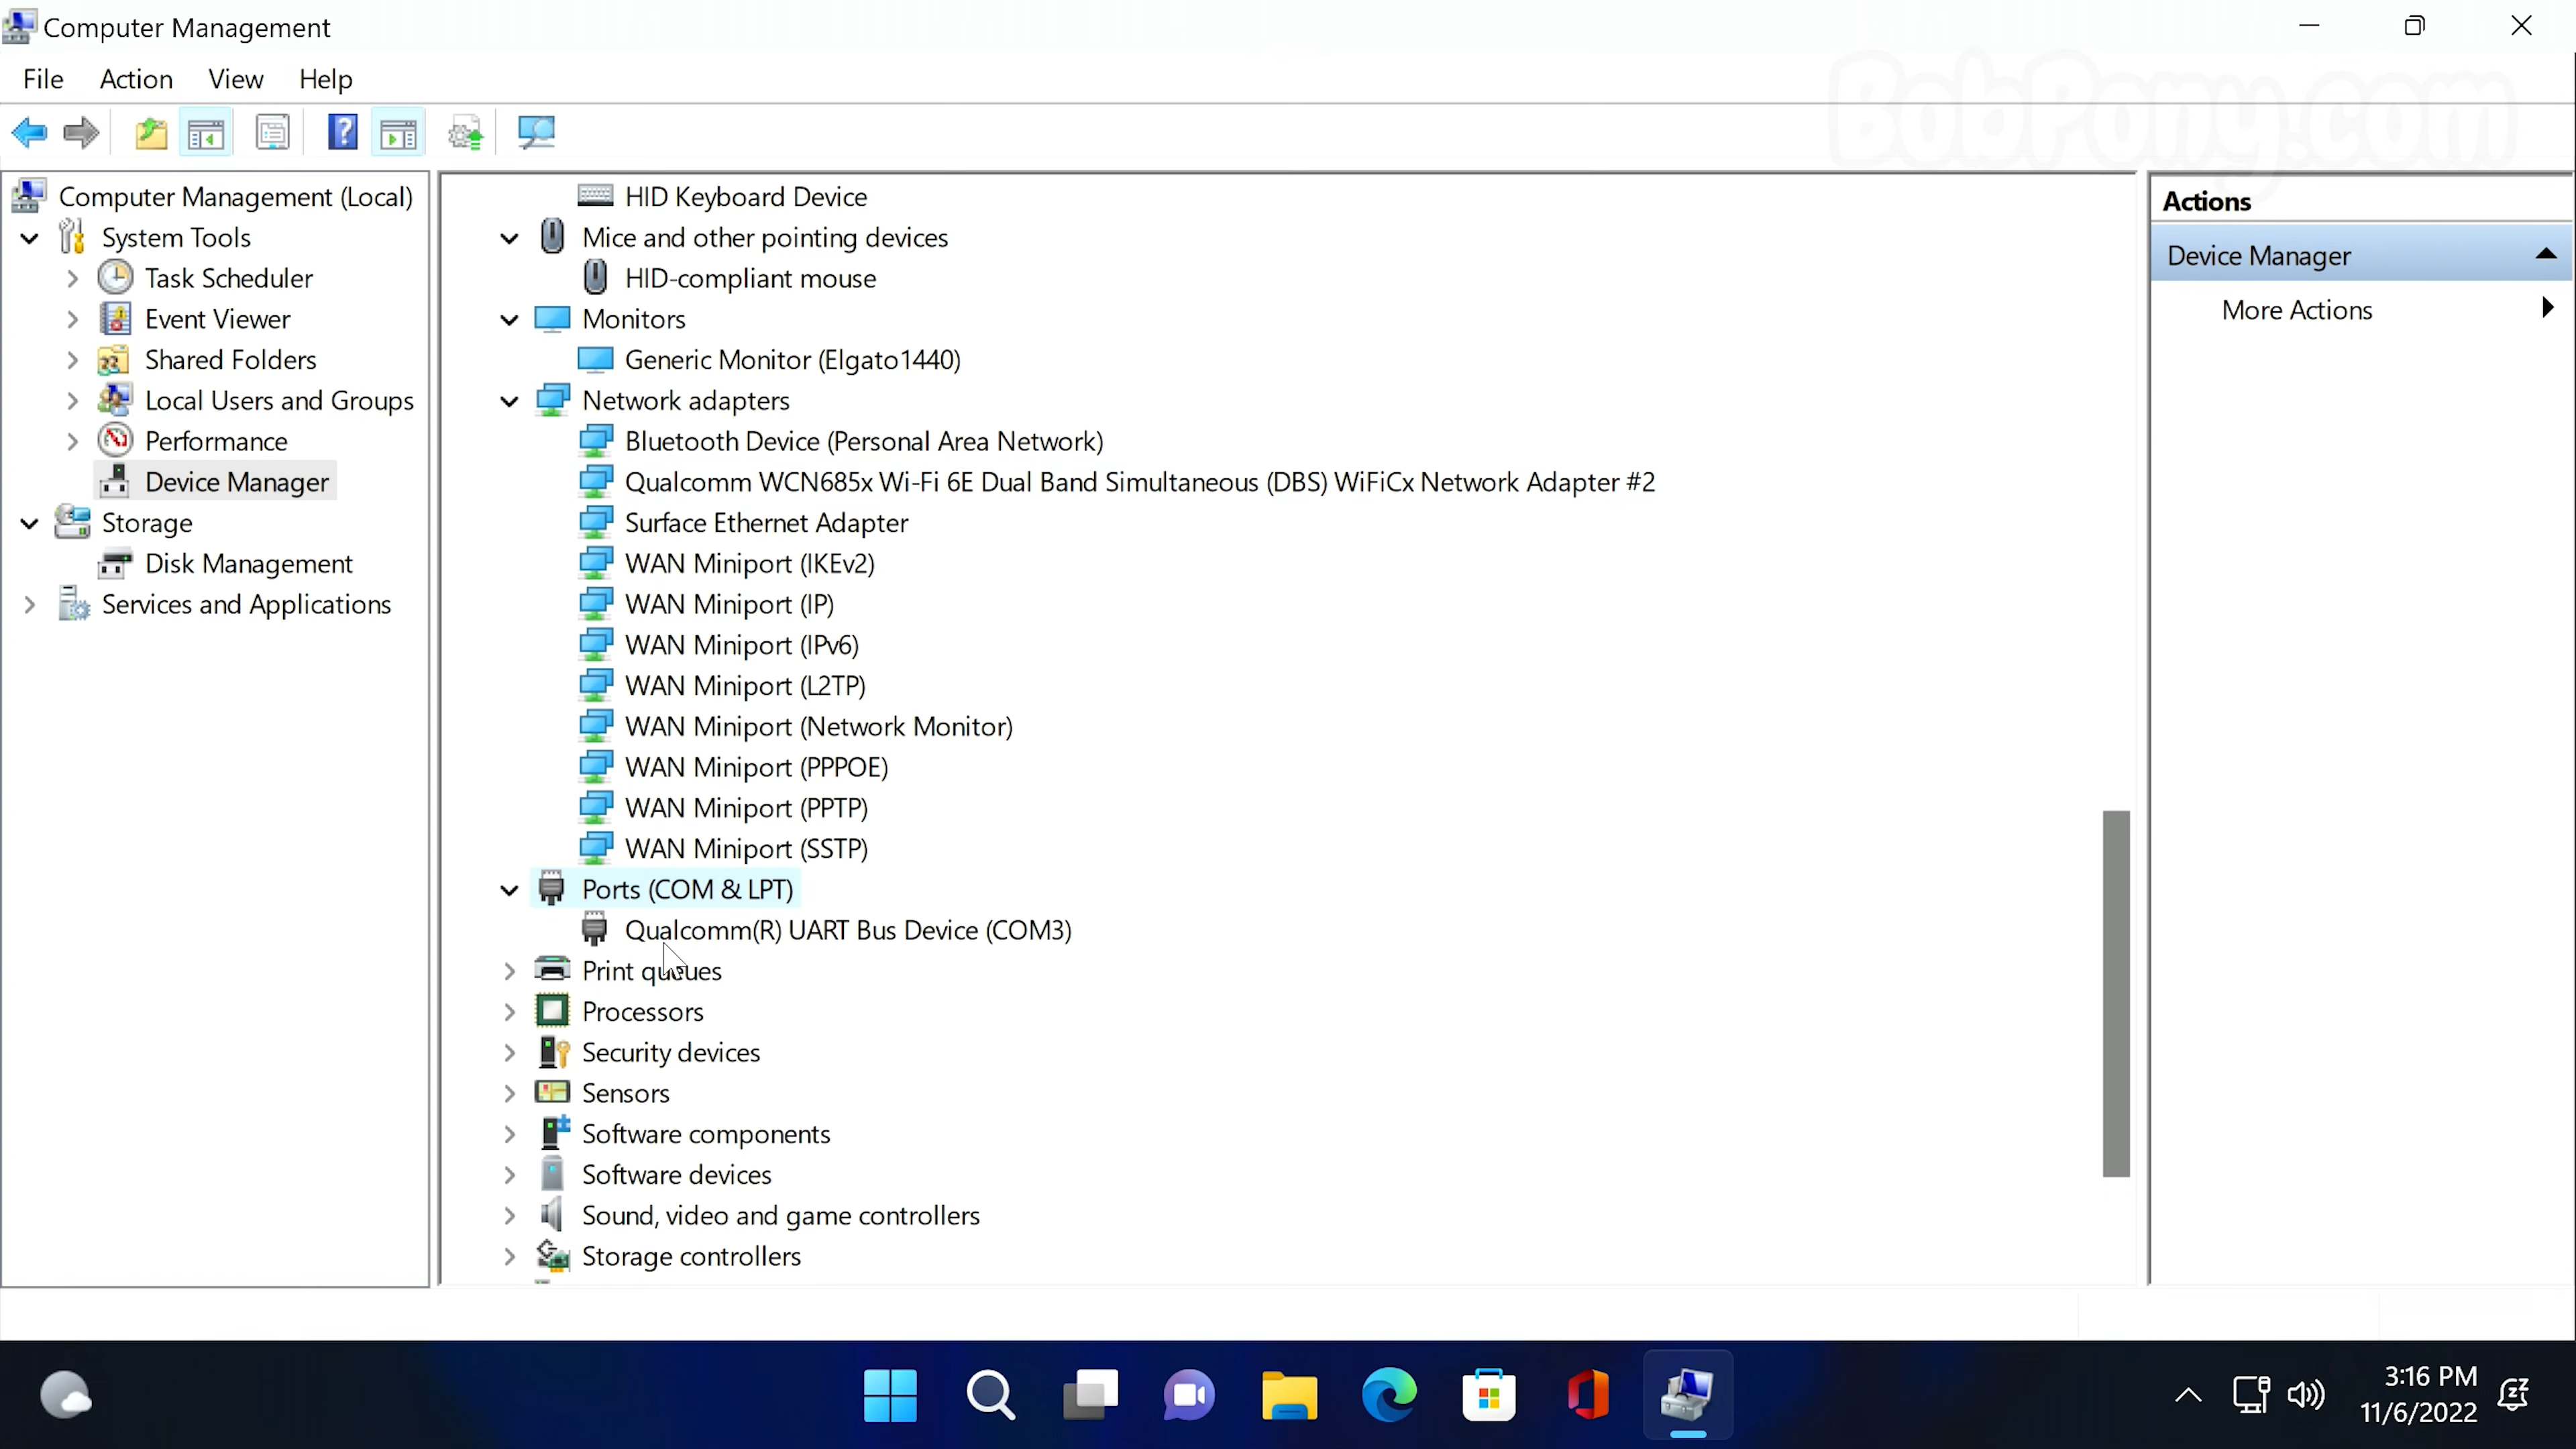 Computer Management
File Action View Help
BobPony.com
Computer Management (Local)
System Tools
Task Scheduler
Event Viewer
Shared Folders
Local Users and Groups
Performance
Device Manager
Storage
Disk Management
Services and Applications
HID Keyboard Device
Mice and other pointing devices
HID-compliant mouse
Monitors
Generic Monitor (Elgato1440)
Network adapters
Bluetooth Device (Personal Area Network)
Qualcomm WCN685x Wi-Fi 6E Dual Band Simultaneous (DBS) WiFiCx Network Adapter #2
Surface Ethernet Adapter
WAN Miniport (IKEv2)
WAN Miniport (IP)
WAN Miniport (IPv6)
WAN Miniport (L2TP)
WAN Miniport (Network Monitor)
WAN Miniport (PPPOE)
WAN Miniport (PPTP)
WAN Miniport (SSTP)
Ports (COM & LPT)
Qualcomm(R) UART Bus Device (COM3)
Print queues
Processors
Security devices
Sensors
Software components
Software devices
Sound, video and game controllers
Storage controllers
Actions
Device Manager
More Actions
3:16 PM
11/6/2022